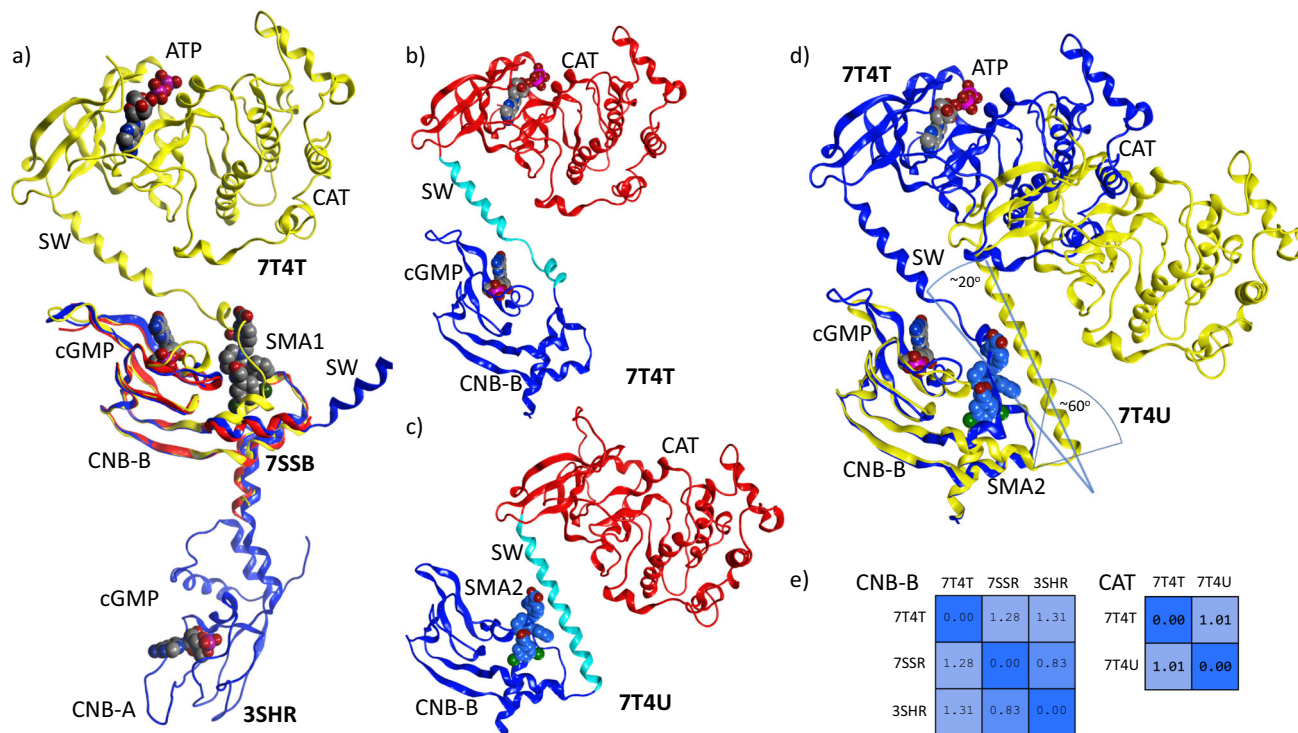 a)
ATP
CAT
SW
7T4T
cGMP
SMA1
SW
CNB-B
7SSB
cGMP
CNB-A
3SHR
b)
CAT
SW
cGMP
CNB-B
7T4T
c)
CAT
SW
SMA2
CNB-B
7T4U
d)
7T4T
ATP
CAT
SW
~20°
cGMP
~60°
7T4U
CNB-B
SMA2
e)
CNB-B
7T4T 7SSR 3SHR
7T4T 0.00 1.28 1.31
7SSR 1.28 0.00 0.83
3SHR 1.31 0.83 0.00
CAT
7T4T 7T4U
7T4T 0.00 1.01
7T4U 1.01 0.00